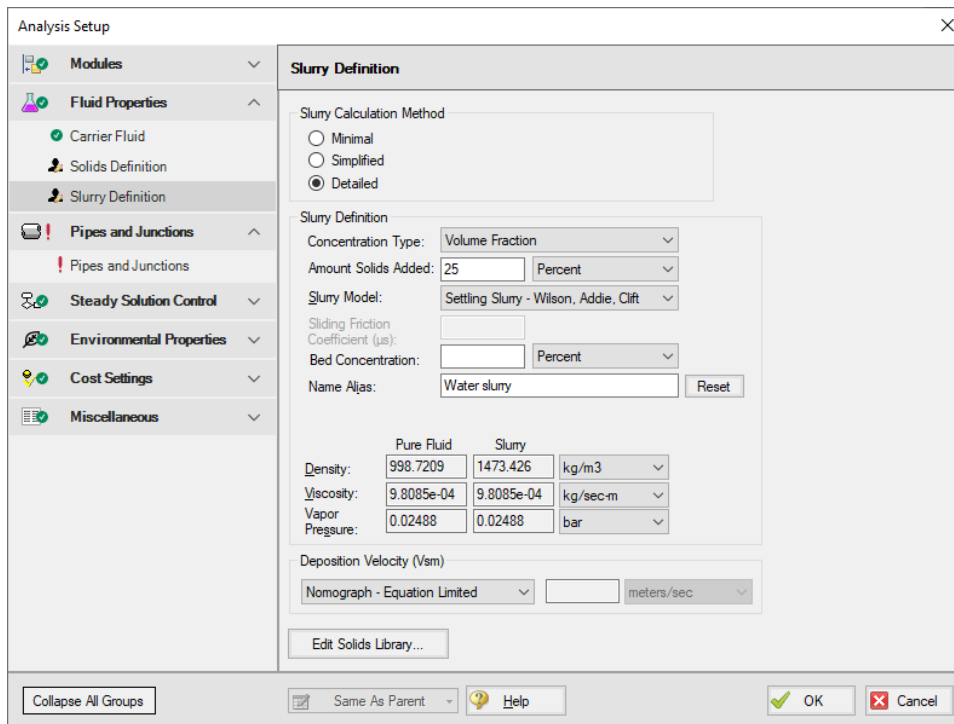 Analysis Setup
Modules
Fluid Properties
Carrier Fluid
Solids Definition
Slurry Definition
Pipes and Junctions
Pipes and Junctions
Steady Solution Control
Environmental Properties
Cost Settings
Miscellaneous
Slurry Definition
Slurry Calculation Method
Minimal
Simplified
Detailed
Slurry Definition
Concentration Type: Volume Fraction
Amount Solids Added: 25 Percent
Slurry Model: Settling Slurry - Wilson, Addie, Clift
Sliding Friction
Coefficient (µs):
Bed Concentration: Percent
Name Alias: Water slurry Reset
Pure Fluid Slurry
Density: 998.7209 1473.426 kg/m3
Viscosity: 9.8085e-04 9.8085e-04 kg/sec-m
Vapor
Pressure: 0.02488 0.02488 bar
Deposition Velocity (Vsm)
Nomograph - Equation Limited meters/sec
Edit Solids Library...
Collapse All Groups Same As Parent Help OK Cancel